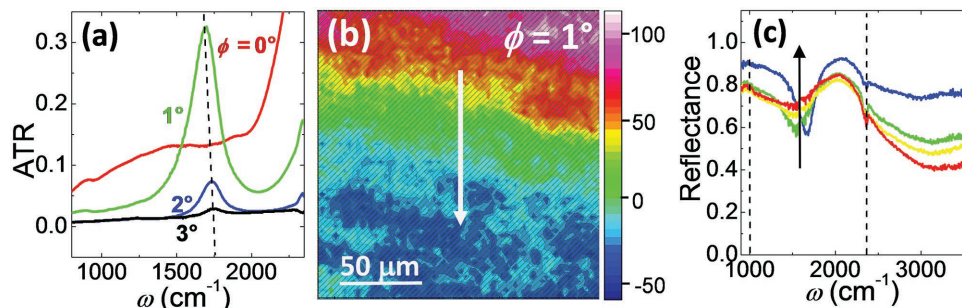 (a)
ϕ = 0°
1°
2°
3°
0.3
0.2
0.1
0.0
ATR
1000 1500 2000
ω (cm⁻¹)
(b)
ϕ = 1°
50 μm
100
50
0
-50
(c)
1.0
0.8
0.6
0.4
0.2
0.0
Reflectance
1000 2000 3000
ω (cm⁻¹)